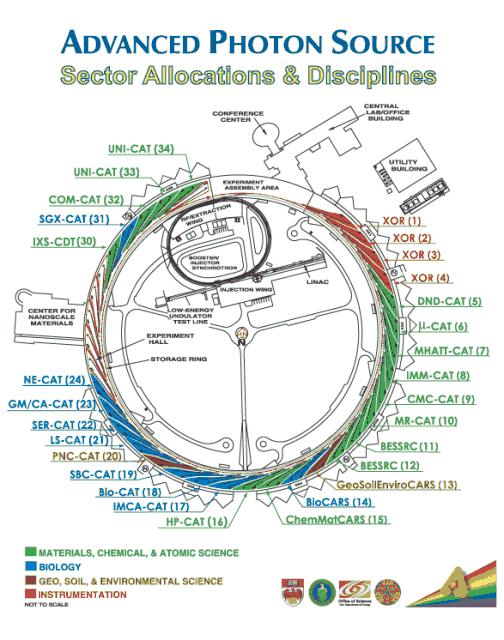 ADVANCED PHOTON SOURCE
Sector Allocations & Disciplines
CONFERENCE
CENTER
CENTRAL
LAB/OFFICE
BUILDING
UTILITY
BUILDING
EXPERIMENT
ASSEMBLY AREA
RF/EXTRACTION
WING
BOOSTER/
INJECTOR
SYNCHROTRON
LINAC
INJECTION WING
LOW-ENERGY
UNDULATOR
TEST LINE
CENTER FOR
NANOSCALE
MATERIALS
EXPERIMENT
HALL
STORAGE RING
N
UNI-CAT (34)
UNI-CAT (33)
COM-CAT (32)
SGX-CAT (31)
IXS-CDT (30)
XOR (1)
XOR (2)
XOR (3)
XOR (4)
DND-CAT (5)
μ-CAT (6)
MHATT-CAT (7)
IMM-CAT (8)
CMC-CAT (9)
MR-CAT (10)
BESSRC (11)
BESSRC (12)
GeoSoilEnviroCARS (13)
BioCARS (14)
ChemMatCARS (15)
HP-CAT (16)
IMCA-CAT (17)
Bio-CAT (18)
SBC-CAT (19)
PNC-CAT (20)
LS-CAT (21)
SER-CAT (22)
GM/CA-CAT (23)
NE-CAT (24)
MATERIALS, CHEMICAL, & ATOMIC SCIENCE
BIOLOGY
GEO, SOIL, & ENVIRONMENTAL SCIENCE
INSTRUMENTATION
NOT TO SCALE
Office of Science